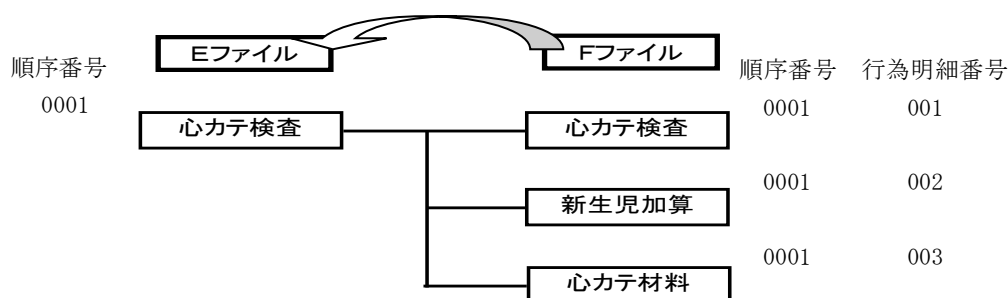 Eファイル Fファイル
順序番号 順序番号 行為明細番号
0001 0001 001
心カテ検査 心カテ検査
0001 002
新生児加算
0001 003
心カテ材料